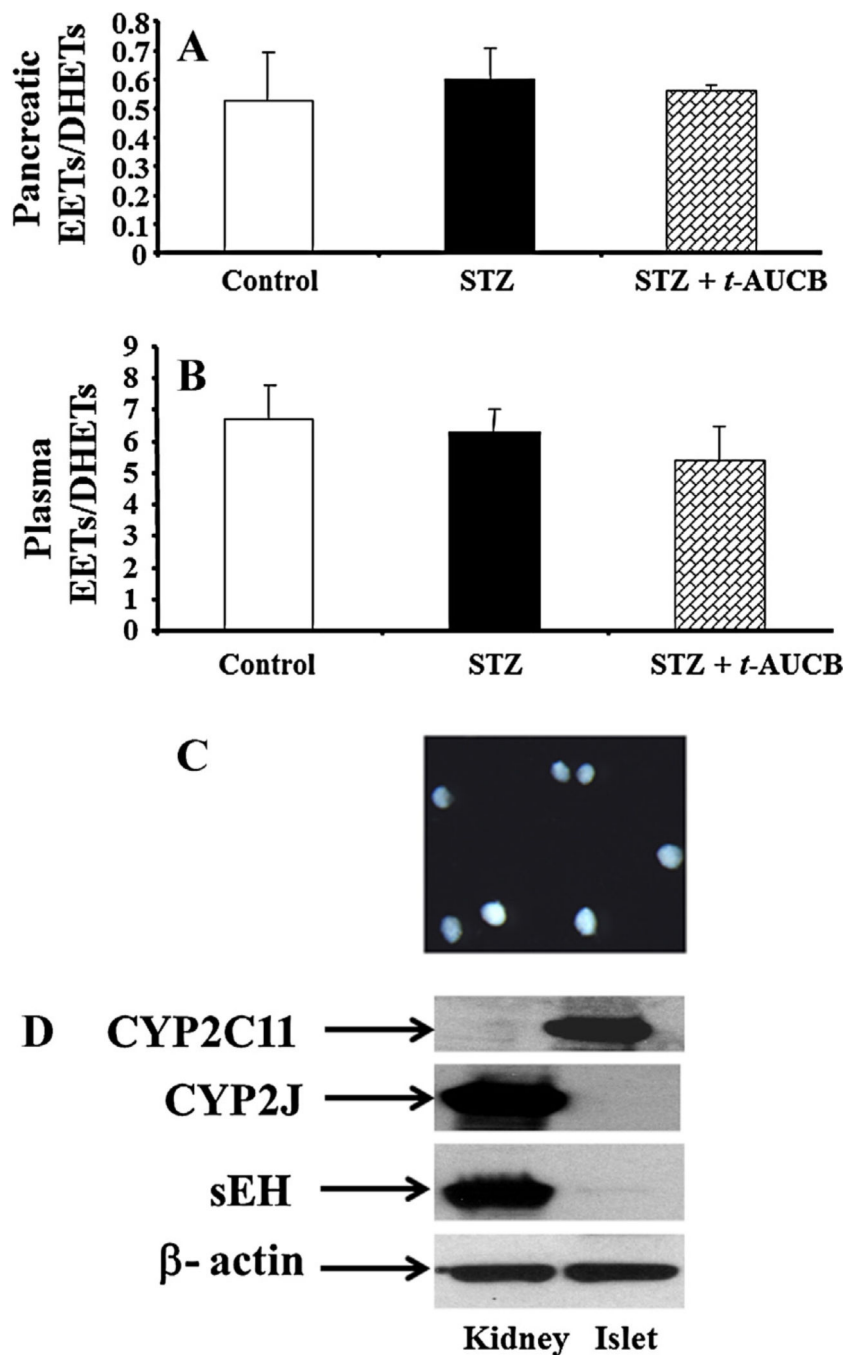 A
Pancreatic
EETs/DHETs
0.8
0.7
0.6
0.5
0.4
0.3
0.2
0.1
0
Control STZ STZ + t-AUCB
B
Plasma
EETs/DHETs
9
8
7
6
5
4
3
2
1
0
Control STZ STZ + t-AUCB
C
D CYP2C11
CYP2J
sEH
β- actin
Kidney Islet